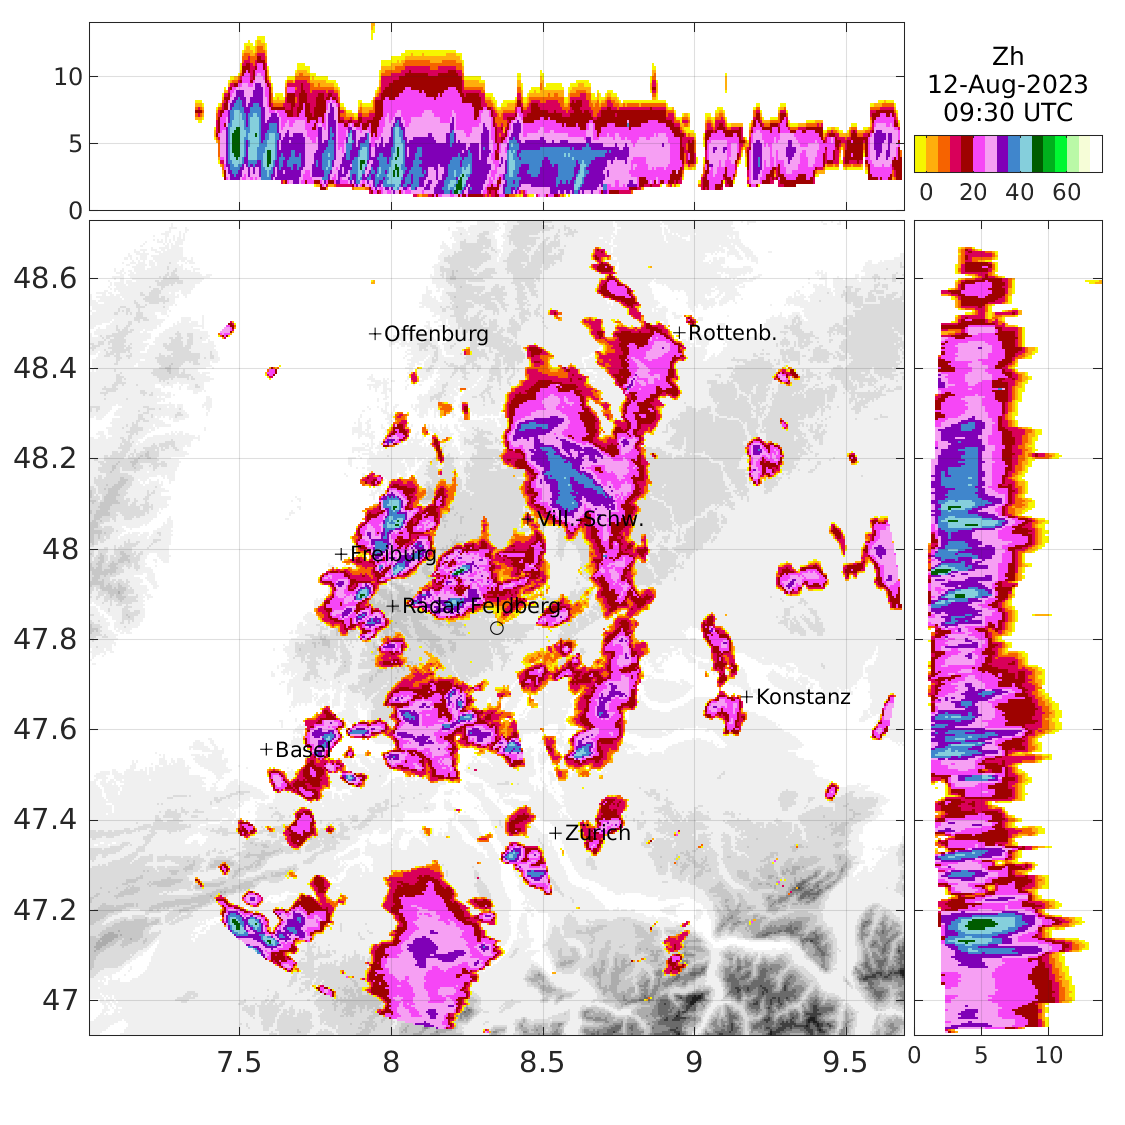 10
5
0
Zh
12-Aug-2023
09:30 UTC
0 20 40 60
48.6
48.4
48.2
48
47.8
47.6
47.4
47.2
47
+Offenburg
+Rottenb.
+Vill.-Schw.
+Freiburg
+Radar Feldberg
+Konstanz
+Basel
+Zürich
7.5 8 8.5 9 9.5
0 5 10